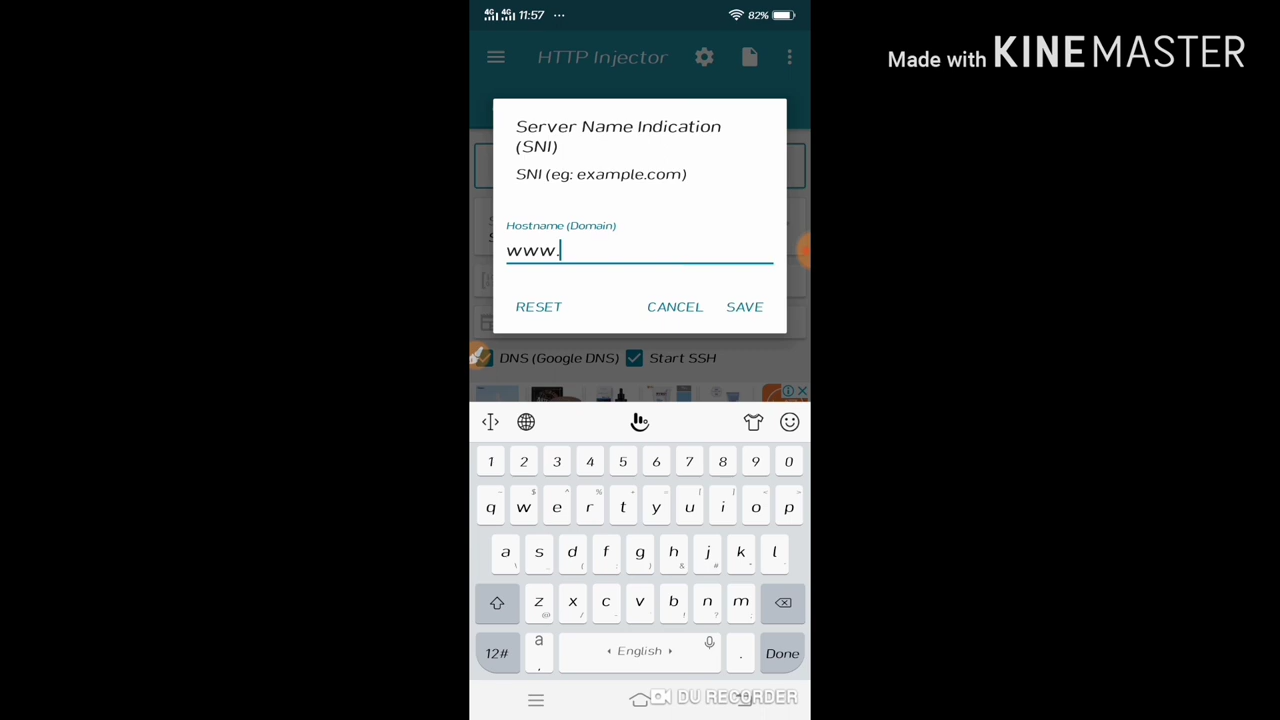 4G 4G 11:57 ... 82%
Made with KINEMASTER
HTTP Injector
Server Name Indication
(SNI)
SNI (eg: example.com)
Hostname (Domain)
www.
RESET CANCEL SAVE
DNS (Google DNS) Start SSH
1 2 3 4 5 6 7 8 9 0
q w e r t y u i o p
a s d f g h j k l
z x c v b n m
12# a , English . Done
DU RECORDER